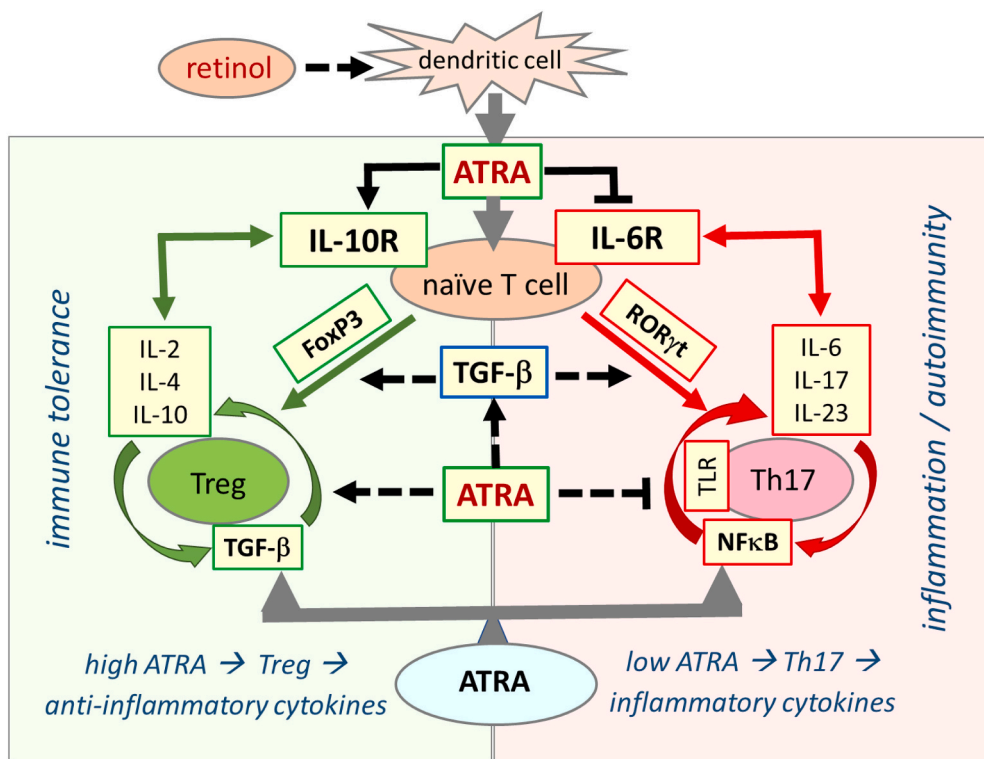 retinol
dendritic cell
ATRA
IL-10R
IL-6R
naïve T cell
FoxP3
RORγt
immune tolerance
inflammation / autoimmunity
IL-2
IL-4
IL-10
TGF-β
IL-6
IL-17
IL-23
Treg
ATRA
TLR
Th17
TGF-β
NFκB
high ATRA → Treg →
anti-inflammatory cytokines
ATRA
low ATRA → Th17 →
inflammatory cytokines